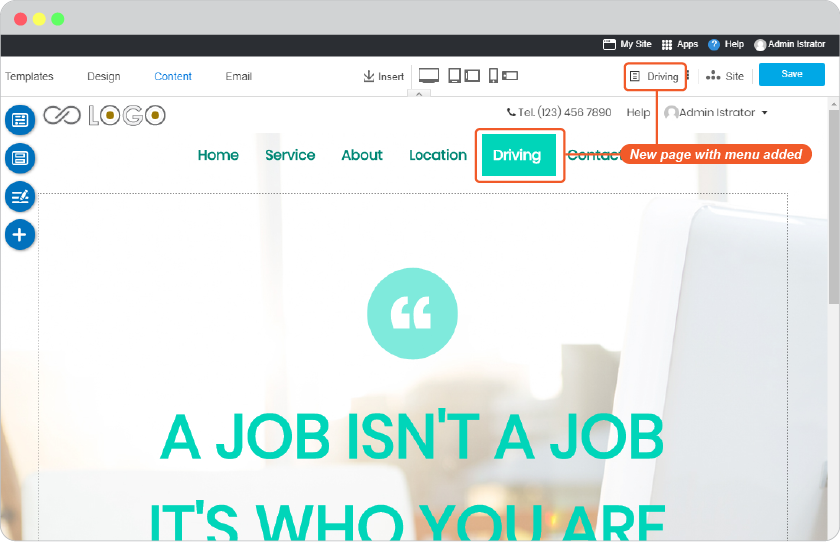 My Site Apps ? Help Admin Istrator
Templates Design Content Email Insert Driving Site Save
LOGO Tel. (123) 456 7890 Help Admin Istrator
Home Service About Location Driving Contact
New page with menu added
A JOB ISN'T A JOB
IT'S WHO YOU ARE